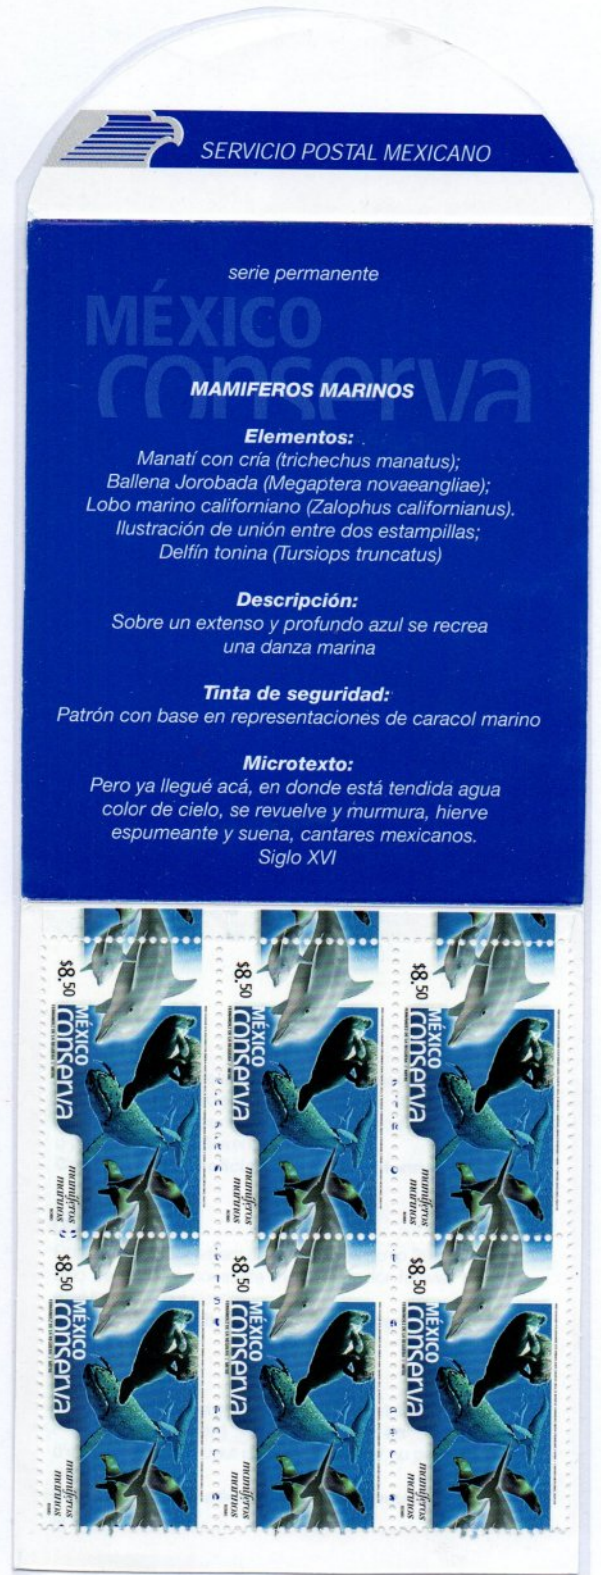 SERVICIO POSTAL MEXICANO
serie permanente
MÉXICO
conserva
MAMIFEROS MARINOS
Elementos:
Manatí con cría (trichechus manatus);
Ballena Jorobada (Megaptera novaeangliae);
Lobo marino californiano (Zalophus californianus).
Ilustración de unión entre dos estampillas;
Delfín tonina (Tursiops truncatus)
Descripción:
Sobre un extenso y profundo azul se recrea
una danza marina
Tinta de seguridad:
Patrón con base en representaciones de caracol marino
Microtexto:
Pero ya llegué acá, en donde está tendida agua
color de cielo, se revuelve y murmura, hierve
espumeante y suena, cantares mexicanos.
Siglo XVI
$8.50
MÉXICO
conserva
mamíferos
marinos
$8.50
MÉXICO
conserva
mamíferos
marinos
$8.50
MÉXICO
conserva
mamíferos
marinos
$8.50
MÉXICO
conserva
mamíferos
marinos
$8.50
MÉXICO
conserva
mamíferos
marinos
$8.50
MÉXICO
conserva
mamíferos
marinos